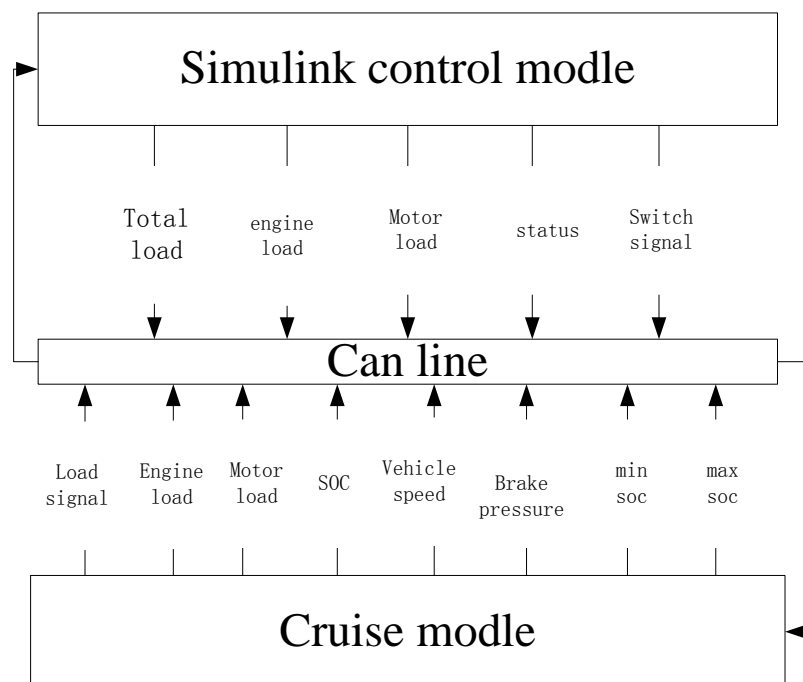 Simulink control modle
Total
load
engine
load
Motor
load
status
Switch
signal
Can line
Load
signal
Engine
load
Motor
load
SOC
Vehicle
speed
Brake
pressure
min
soc
max
soc
Cruise modle